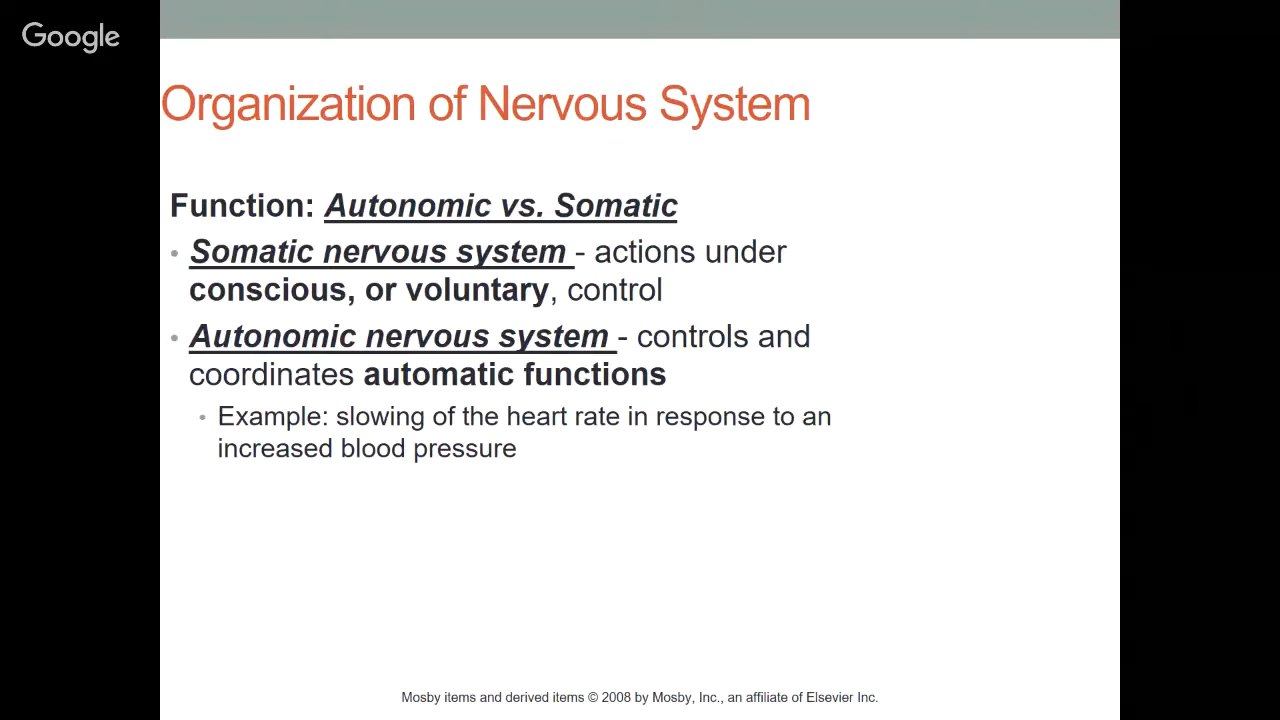 Google
Organization of Nervous System
Function: Autonomic vs. Somatic
• Somatic nervous system - actions under
conscious, or voluntary, control
• Autonomic nervous system - controls and
coordinates automatic functions
• Example: slowing of the heart rate in response to an
increased blood pressure
Mosby items and derived items © 2008 by Mosby, Inc., an affiliate of Elsevier Inc.